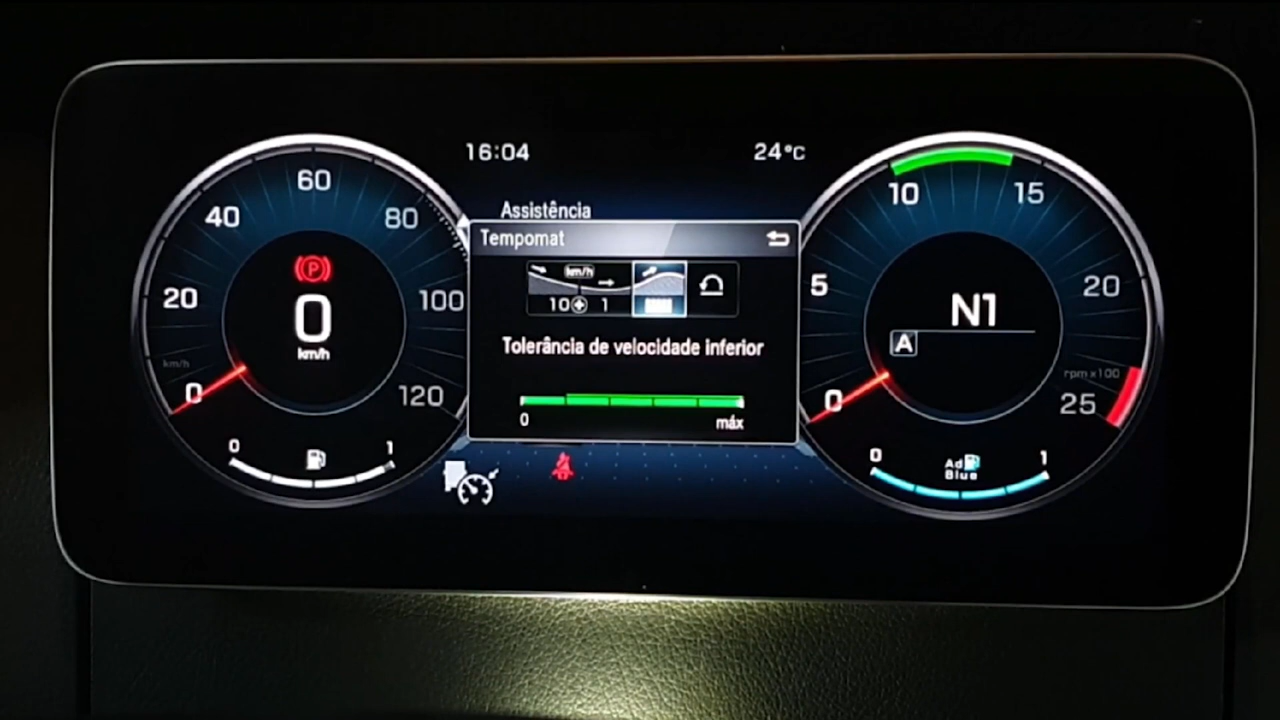 16:04
24°C
Assistência
Tempomat
km/h
10 1
Tolerância de velocidade inferior
0 máx
0
20
40
60
80
100
120
km/h
P
0
km/h
0 1
0
5
10
15
20
25
rpm x100
N1
A
0 1
Ad
Blue